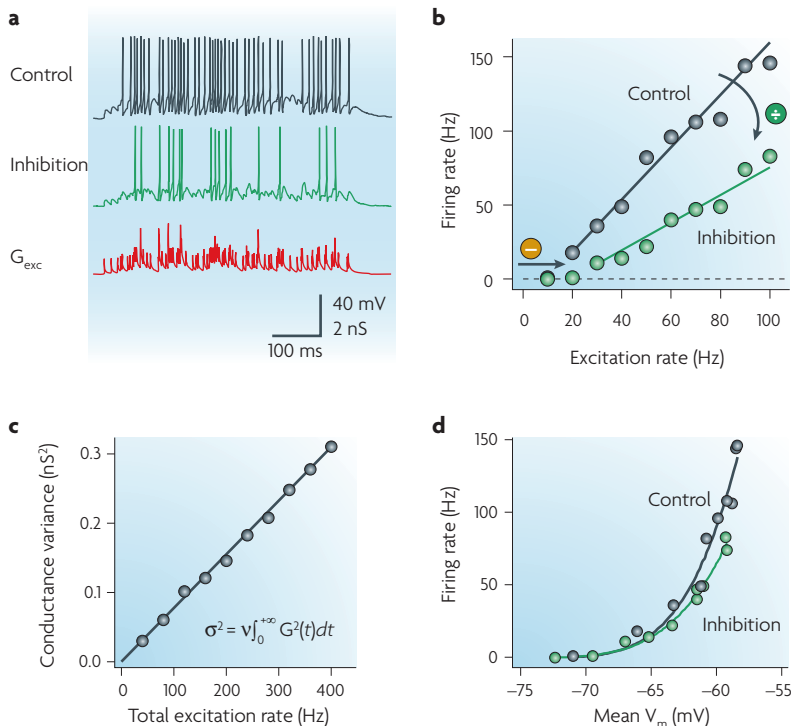 a
Control
Inhibition
G_exc
40 mV
2 nS
100 ms
b
Firing rate (Hz)
150
100
50
0
Control
÷
−
Inhibition
0 20 40 60 80 100
Excitation rate (Hz)
c
Conductance variance (nS²)
0.3
0.2
0.1
0.0
σ² = ν∫₀⁺∞ G²(t)dt
0 100 200 300 400
Total excitation rate (Hz)
d
Firing rate (Hz)
150
100
50
0
Control
Inhibition
−75 −70 −65 −60 −55
Mean V_m (mV)